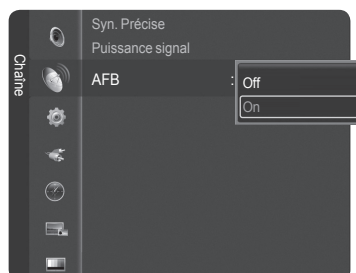 Chaîne
Syn. Précise
Puissance signal
AFB : Off
On